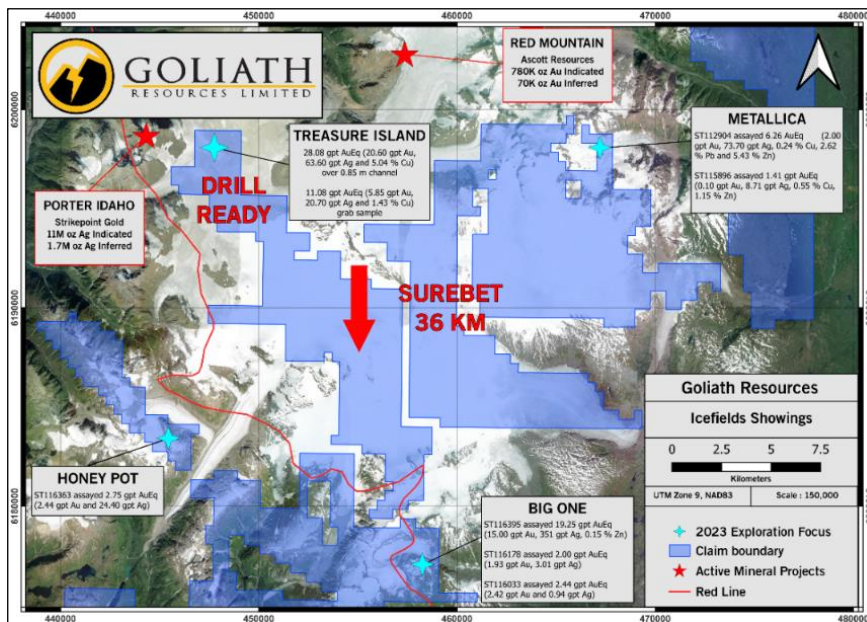 440000
450000
460000
470000
480000
GOLIATH
RESOURCES LIMITED
RED MOUNTAIN
Ascott Resources
780K oz Au Indicated
70K oz Au Inferred
6200000
TREASURE ISLAND
28.08 gpt AuEq (20.60 gpt Au,
63.60 gpt Ag and 5.04 % Cu)
over 0.85 m channel
11.08 gpt AuEq (5.85 gpt Au,
20.70 gpt Ag and 1.43 % Cu)
grab sample
METALLICA
ST112904 assayed 6.26 AuEq (2.00
gpt Au, 73.70 gpt Ag, 0.24 % Cu, 2.62
% Pb and 5.43 % Zn)
ST115896 assayed 1.41 gpt AuEq
(0.10 gpt Au, 8.71 gpt Ag, 0.55 % Cu,
1.15 % Zn)
DRILL
READY
PORTER IDAHO
Strikepoint Gold
11M oz Ag Indicated
1.7M oz Ag Inferred
SUREBET
36 KM
6190000
6190000
Goliath Resources
Icefields Showings
0 2.5 5 7.5
Kilometers
UTM Zone 9, NAD83
Scale : 150,000
2023 Exploration Focus
Claim boundary
Active Mineral Projects
Red Line
HONEY POT
ST116363 assayed 2.75 gpt AuEq
(2.44 gpt Au and 24.40 gpt Ag)
6180000
6180000
BIG ONE
ST116395 assayed 19.25 gpt AuEq
(15.00 gpt Au, 351 gpt Ag, 0.15 % Zn)
ST116178 assayed 2.00 gpt AuEq
(1.93 gpt Au, 3.01 gpt Ag)
ST116033 assayed 2.44 gpt AuEq
(2.42 gpt Au and 0.94 gpt Ag)
440000
450000
460000
470000
480000